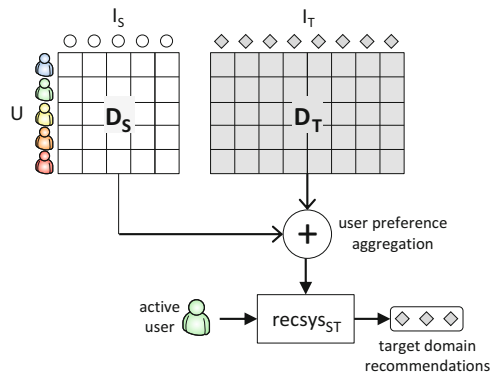 I_S
I_T
U
D_S
D_T
+
user preference
aggregation
active
user
recsys_ST
target domain
recommendations